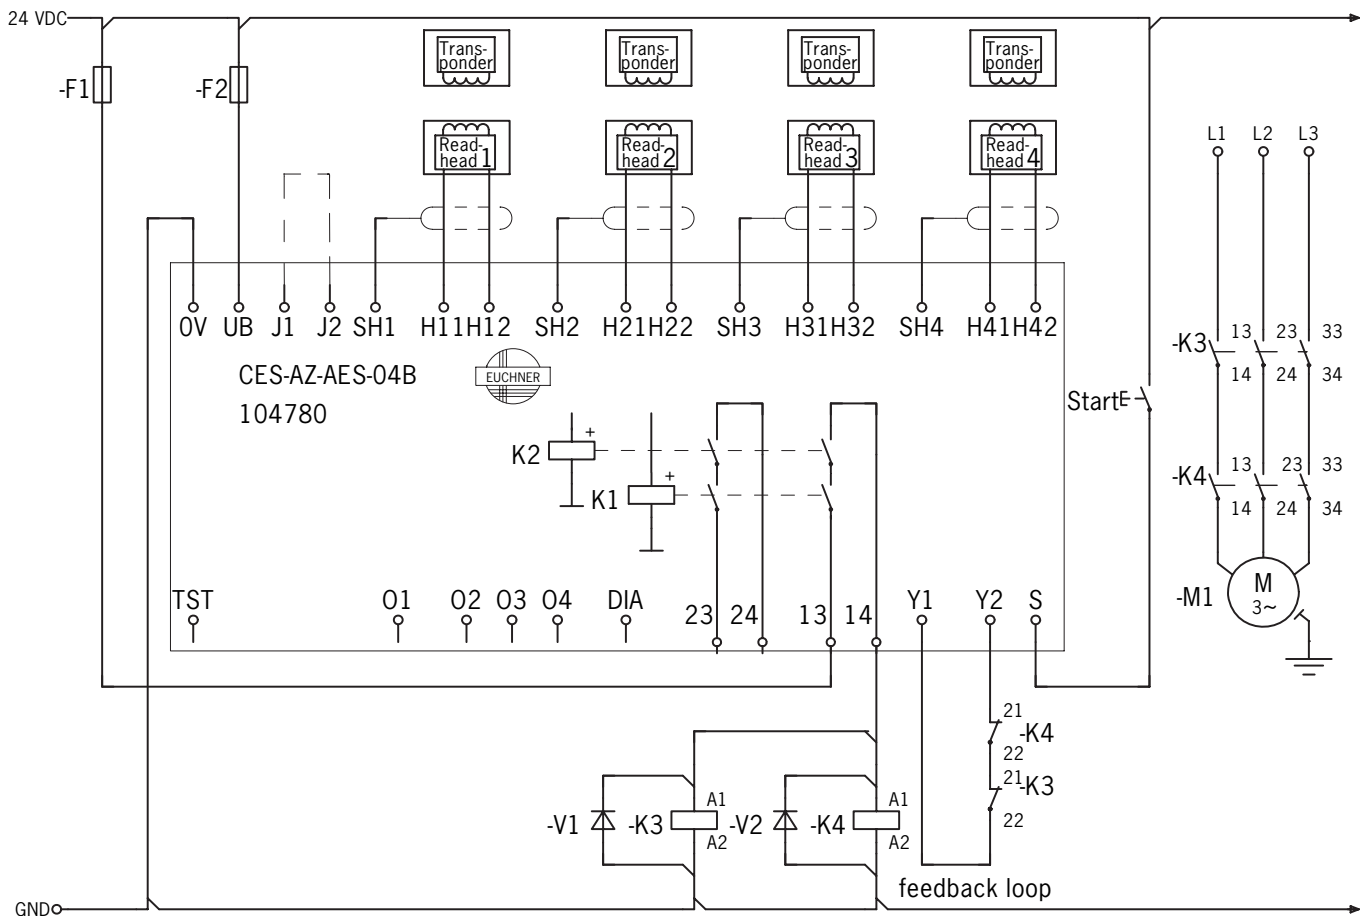 24 VDC
-F1
-F2
Trans-
ponder
Trans-
ponder
Trans-
ponder
Trans-
ponder
Read-
head 1
Read-
head 2
Read-
head 3
Read-
head 4
L1 L2 L3
0V UB J1 J2 SH1 H11 H12 SH2 H21 H22 SH3 H31 H32 SH4 H41 H42
CES-AZ-AES-04B
104780
EUCHNER
-K3
13 23 33
14 24 34
Start
E
K2
+
K1
+
-K4
13 23 33
14 24 34
-M1
M
3~
TST O1 O2 O3 O4 DIA 23 24 13 14 Y1 Y2 S
21
-K4
22
21
-K3
22
-V1
-K3
A1
A2
-V2
-K4
A1
A2
feedback loop
GND